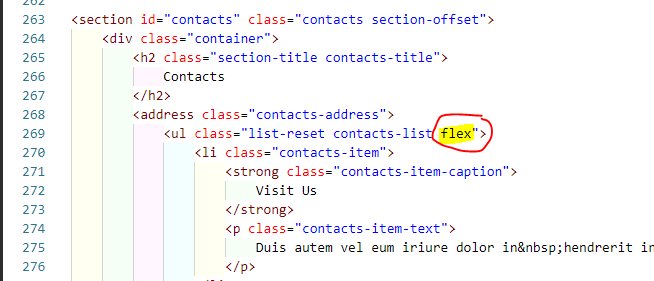 262
263 <section id="contacts" class="contacts section-offset">
264 <div class="container">
265 <h2 class="section-title contacts-title">
266 Contacts
267 </h2>
268 <address class="contacts-address">
269 <ul class="list-reset contacts-list flex">
270 <li class="contacts-item">
271 <strong class="contacts-item-caption">
272 Visit Us
273 </strong>
274 <p class="contacts-item-text">
275 Duis autem vel eum iriure dolor in&nbsp;hendrerit in
276 </p>